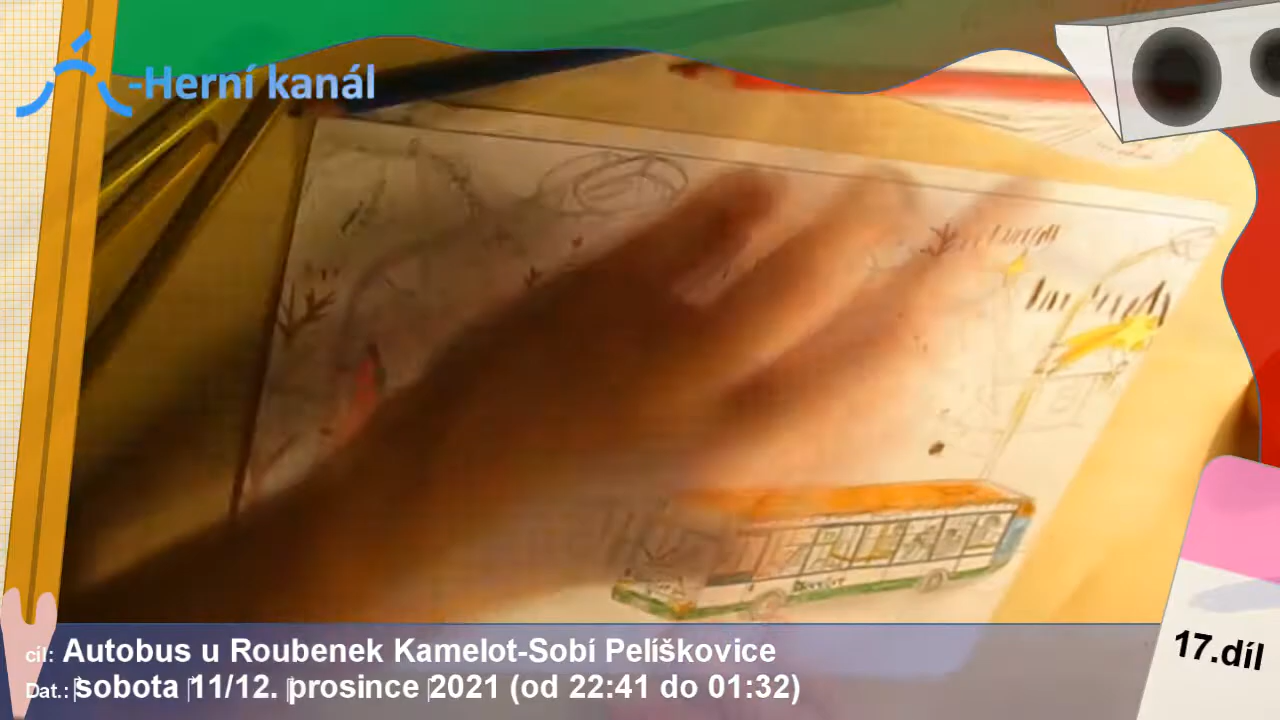 -Herní kanál
cíl: Autobus u Roubenek Kamelot-Sobí Pelíškovice
Dat.: sobota 11/12. prosince 2021 (od 22:41 do 01:32)
17.díl